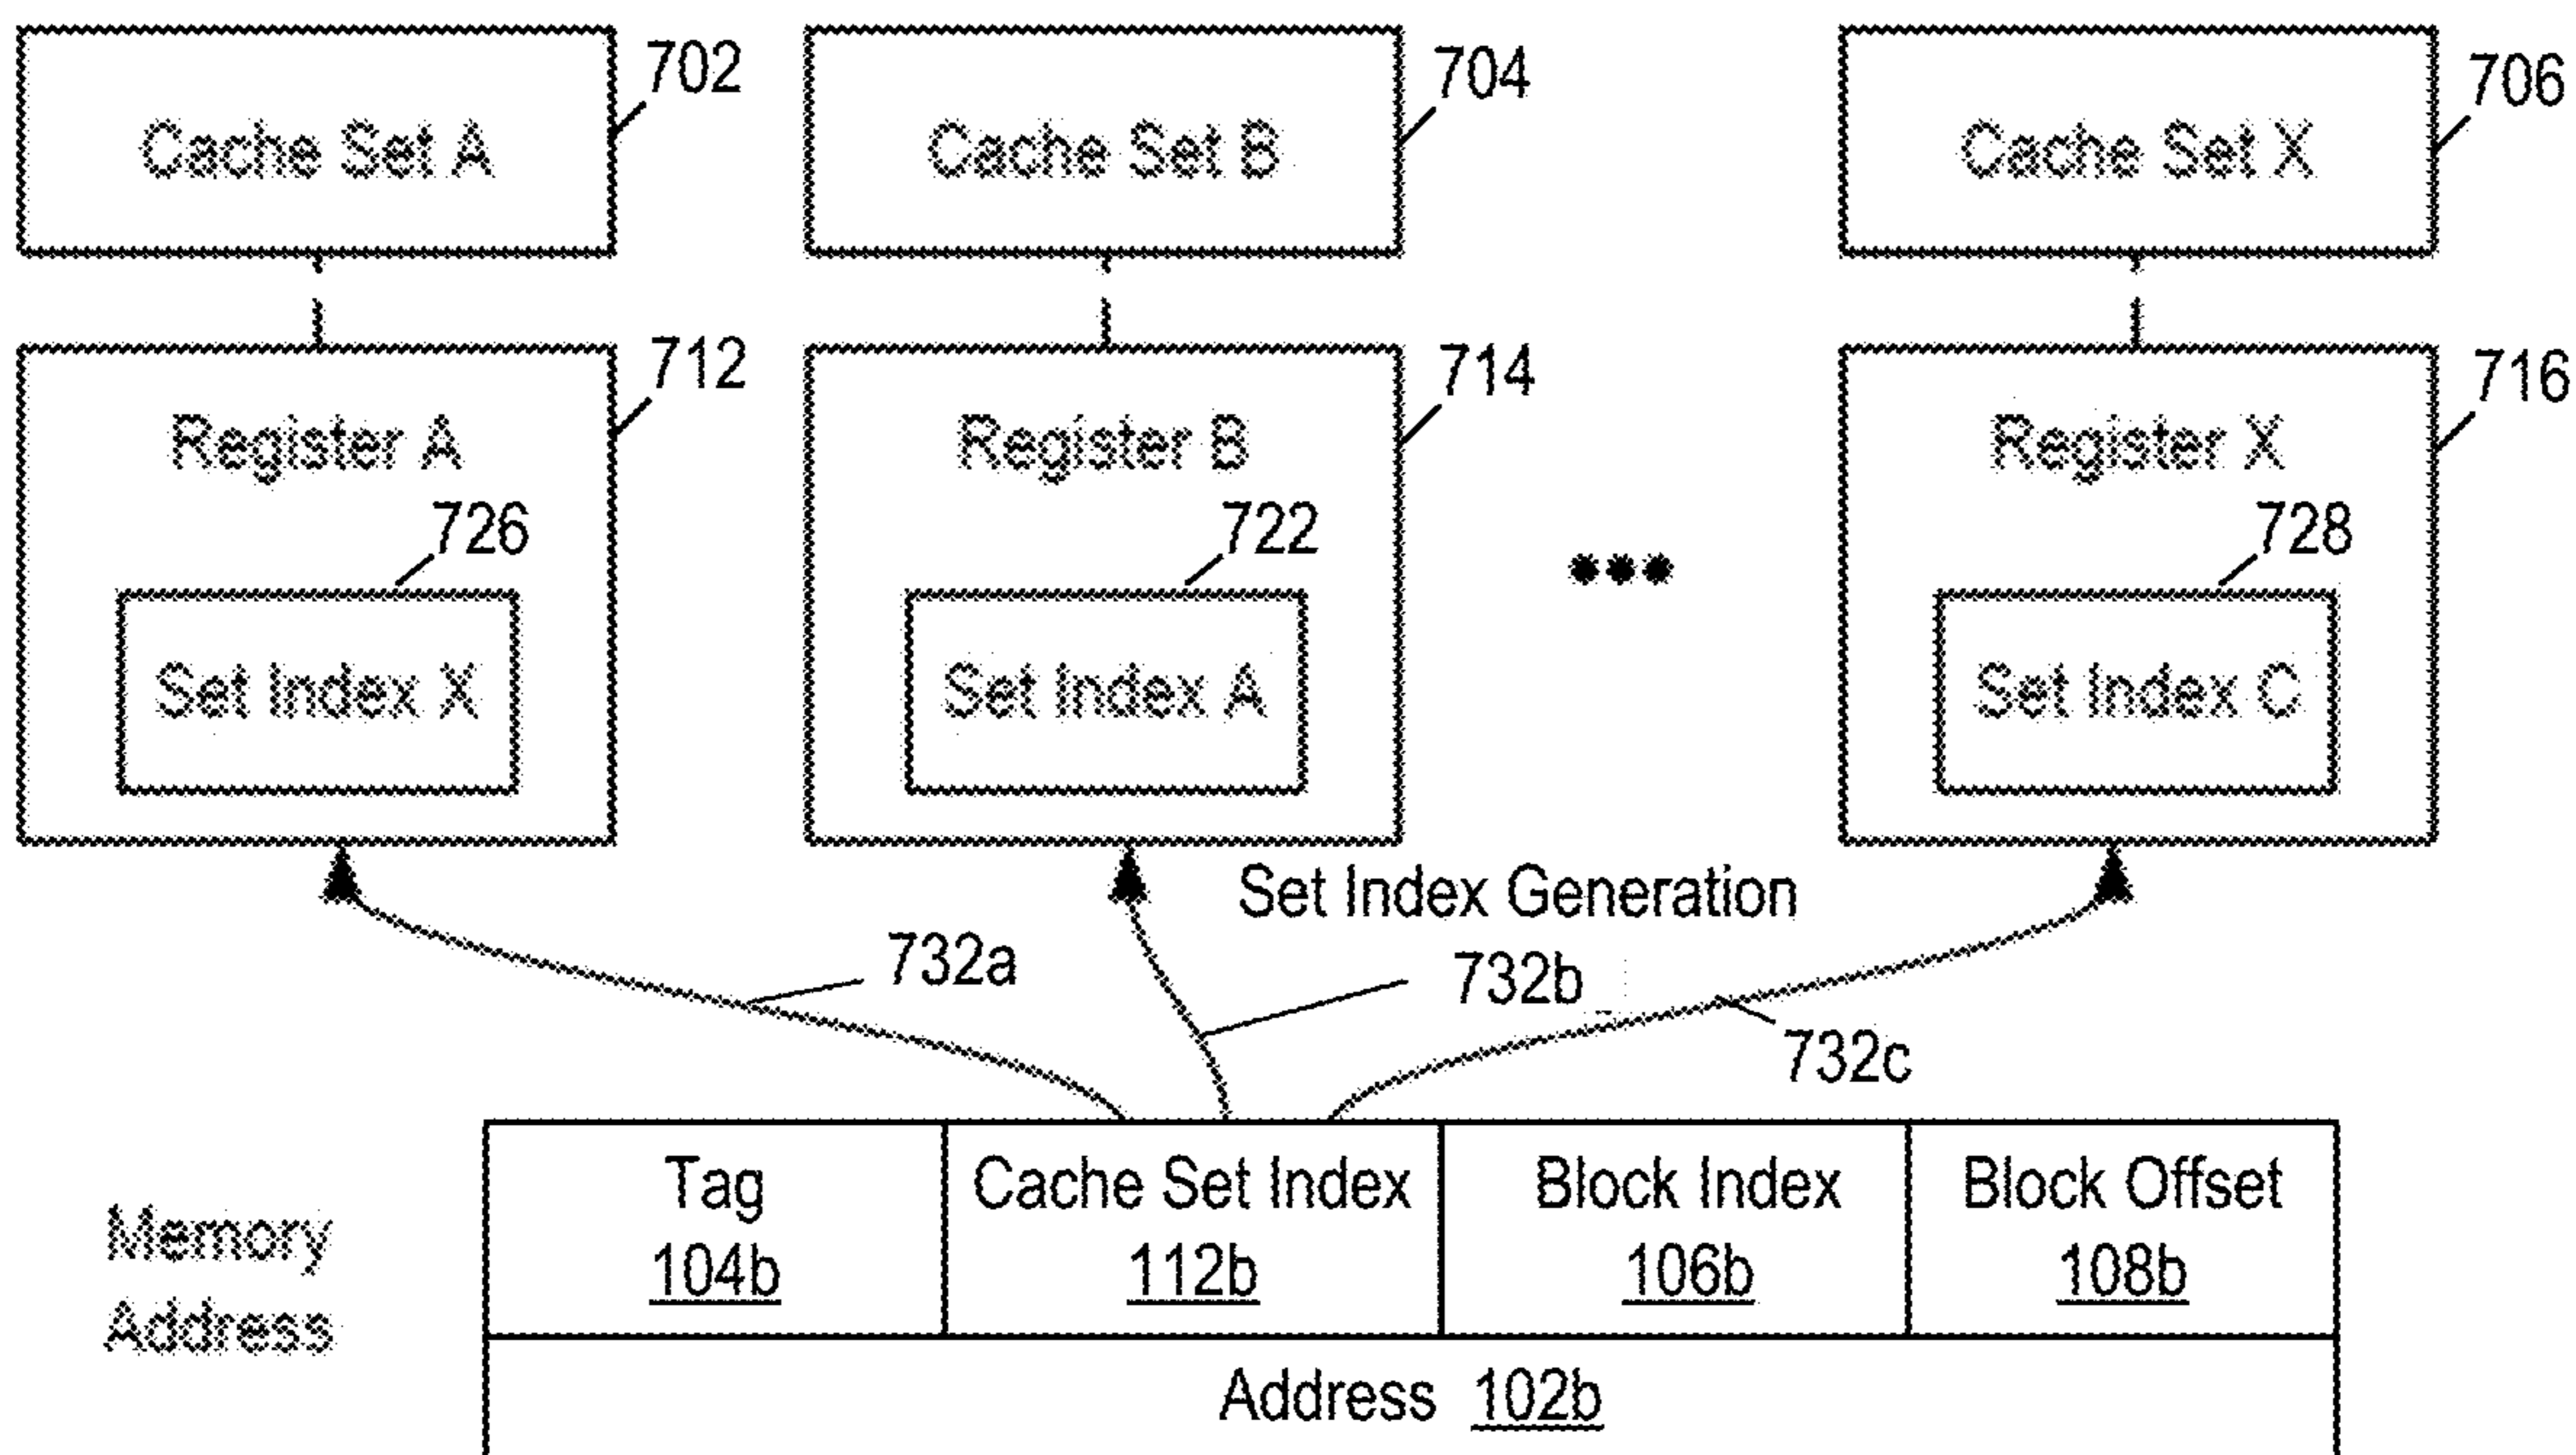 702
704
706
Cache Set A
Cache Set B
Cache Set X
712
714
716
Register A
Register B
Register X
726
722
728
Set Index X
Set Index A
Set Index C
Set Index Generation
732a
732b
732c
Memory
Address
Tag
104b
Cache Set Index
112b
Block Index
106b
Block Offset
108b
Address 102b